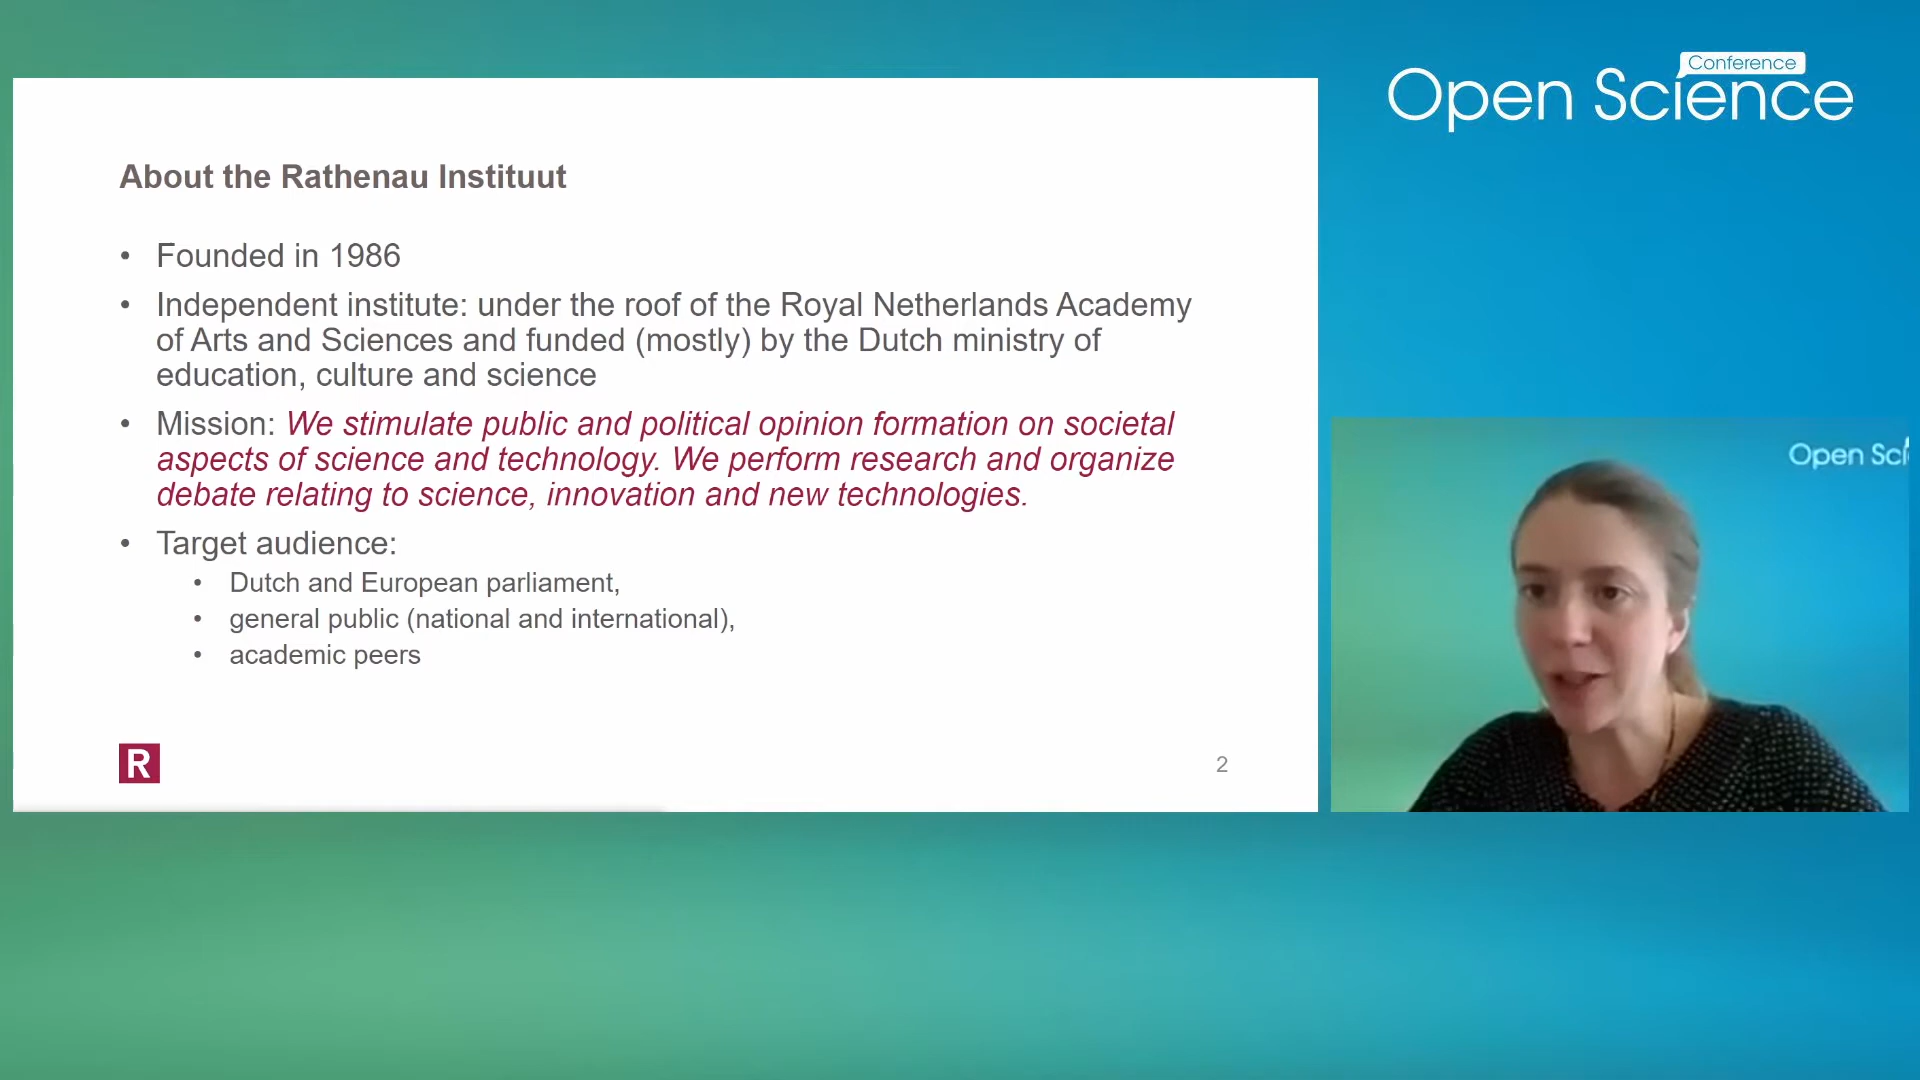 Conference
Open Science
About the Rathenau Instituut
• Founded in 1986
• Independent institute: under the roof of the Royal Netherlands Academy
of Arts and Sciences and funded (mostly) by the Dutch ministry of
education, culture and science
• Mission: We stimulate public and political opinion formation on societal
aspects of science and technology. We perform research and organize
debate relating to science, innovation and new technologies.
• Target audience:
• Dutch and European parliament,
• general public (national and international),
• academic peers
R
2
Open Sci